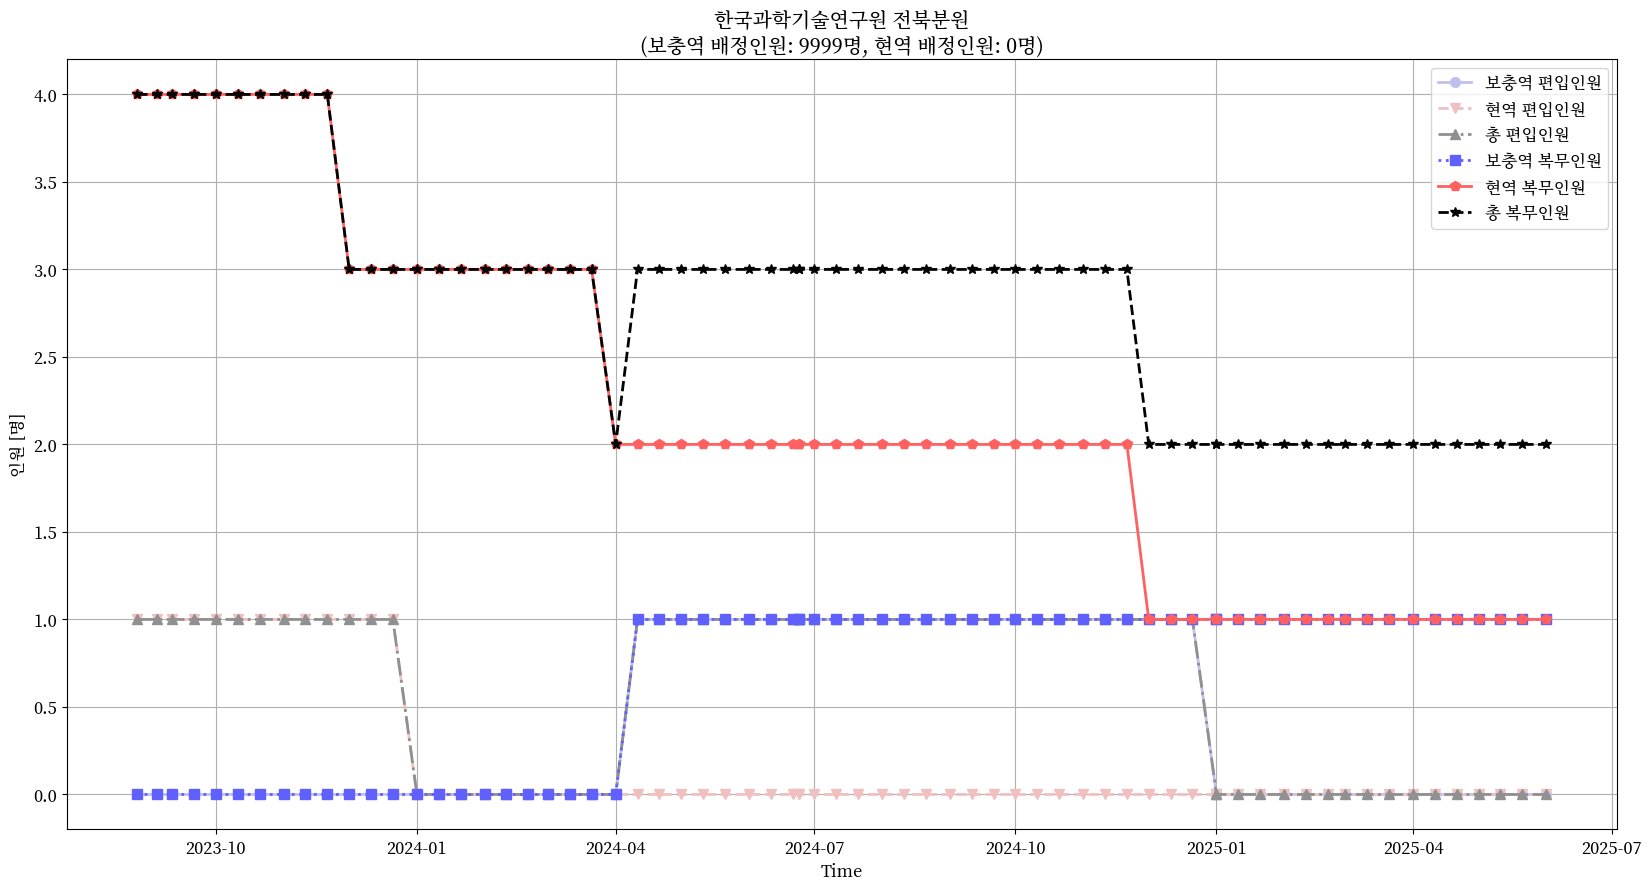 한국과학기술연구원 전북분원
(보충역 배정인원: 9999명, 현역 배정인원: 0명)
보충역 편입인원
현역 편입인원
총 편입인원
보충역 복무인원
현역 복무인원
총 복무인원
인원 [명]
4.0
3.5
3.0
2.5
2.0
1.5
1.0
0.5
0.0
2023-10
2024-01
2024-04
2024-07
2024-10
2025-01
2025-04
2025-07
Time